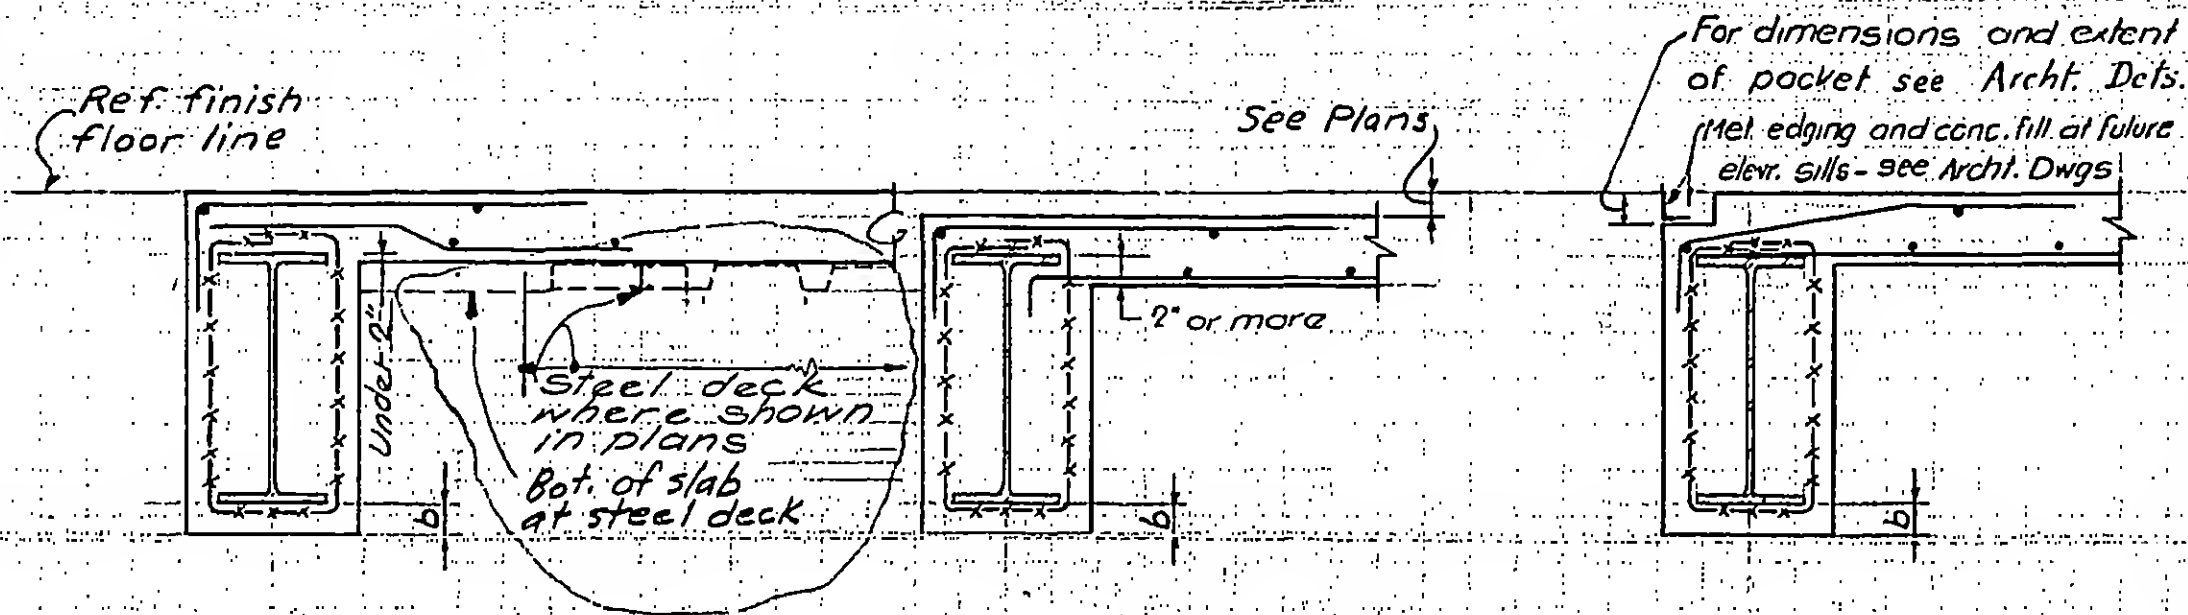 Ref. finish
floor line
See Plans
For dimensions and extent
of pocket see Archt. Dets.
Met. edging and conc. fill at future
elevr. sills - see Archt. Dwgs
Under 2"
2" or more
Steel deck
where shown
in plans
Bot. of slab
at steel deck
b
b
b